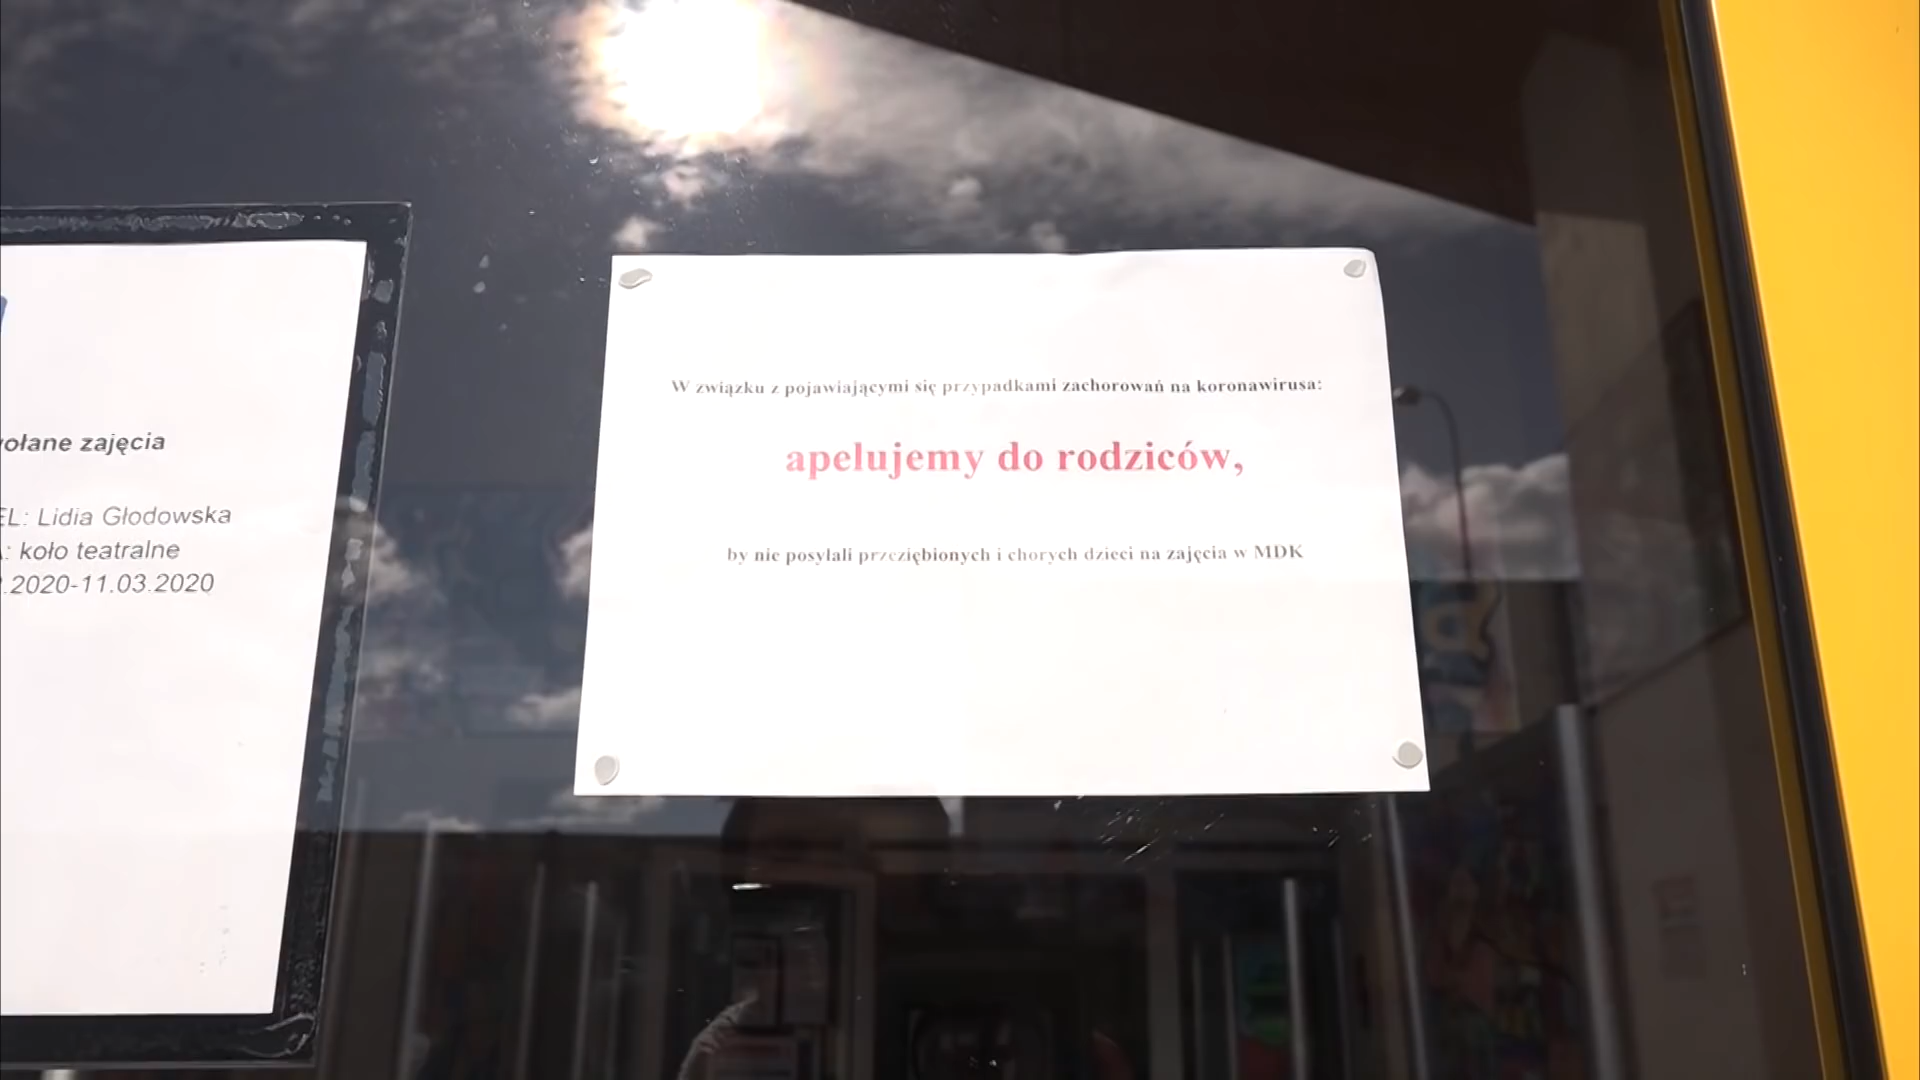 ołane zajęcia
EL: Lidia Głodowska
: koło teatralne
.2020-11.03.2020
W związku z pojawiającymi się przypadkami zachorowań na koronawirusa:
apelujemy do rodziców,
by nie posyłali przeziębionych i chorych dzieci na zajęcia w MDK